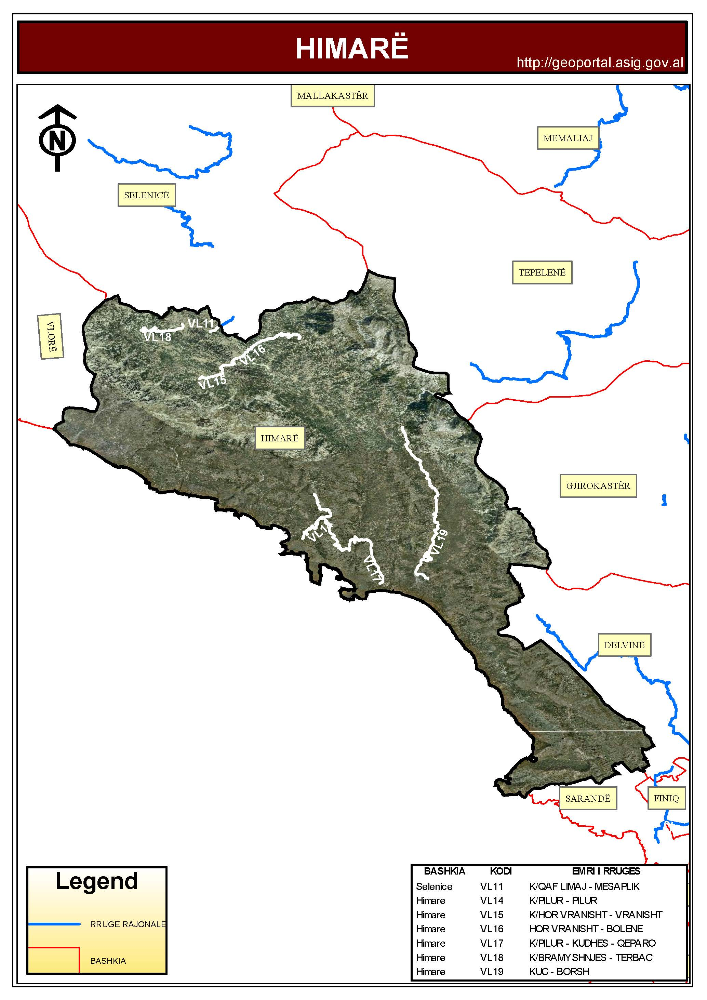 HIMARË
http://geoportal.asig.gov.al
MALLAKASTËR
N
MEMALIAJ
SELENICË
TEPELENË
VLORË
VL11
VL18
VL16
VL15
HIMARË
GJIROKASTËR
VL1
VL19
VL17
DELVINË
SARANDË
FINIQ
Legend
RRUGE RAJONALE
BASHKIA
BASHKIA KODI EMRI I RRUGES
Selenice VL11 K/QAF LIMAJ - MESAPLIK
Himare VL14 K/PILUR - PILUR
Himare VL15 K/HOR VRANISHT - VRANISHT
Himare VL16 HOR VRANISHT - BOLENE
Himare VL17 K/PILUR - KUDHES - QEPARO
Himare VL18 K/BRAMYSHNJES - TERBAC
Himare VL19 KUC - BORSH